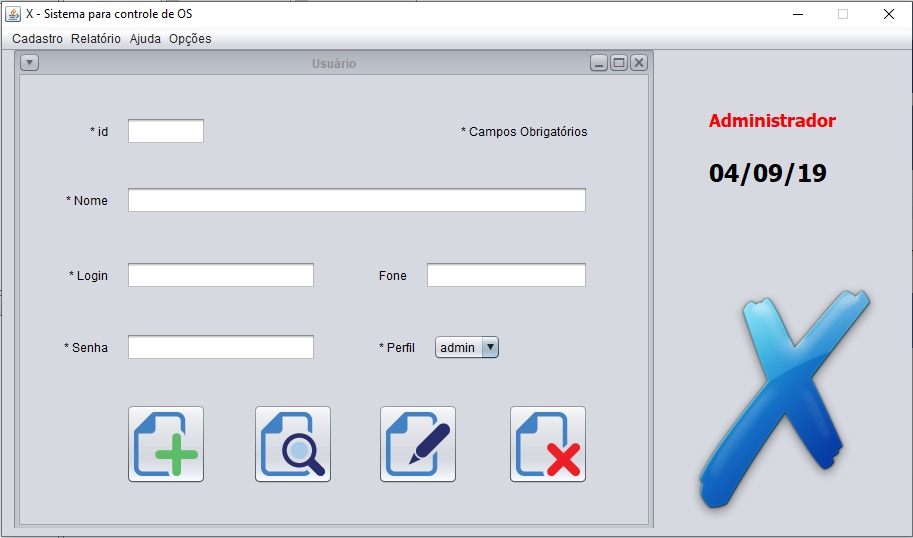 X - Sistema para controle de OS
Cadastro Relatório Ajuda Opções
Usuário
* id
* Campos Obrigatórios
* Nome
* Login
Fone
* Senha
* Perfil
admin
Administrador
04/09/19